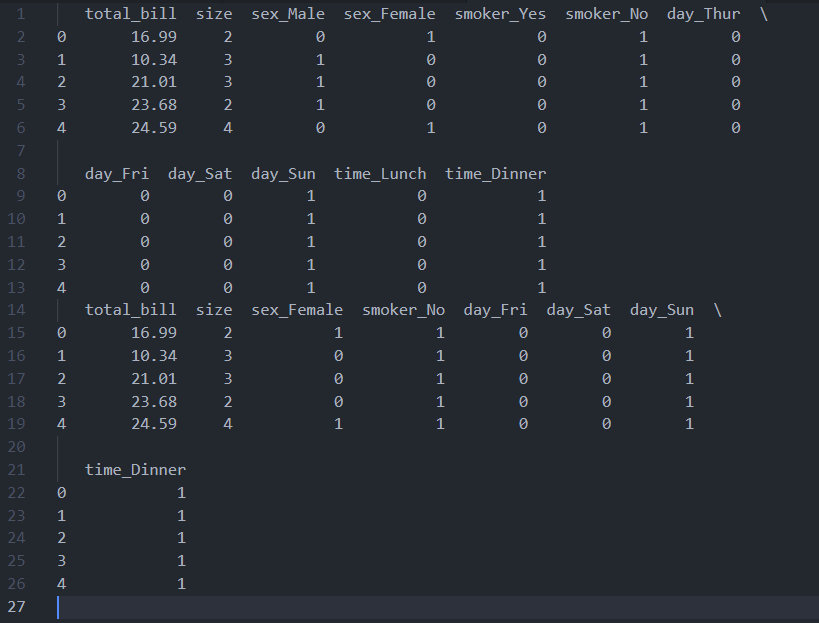 1 total_bill size sex_Male sex_Female smoker_Yes smoker_No day_Thur \
2 0 16.99 2 0 1 0 1 0
3 1 10.34 3 1 0 0 1 0
4 2 21.01 3 1 0 0 1 0
5 3 23.68 2 1 0 0 1 0
6 4 24.59 4 0 1 0 1 0
7
8 day_Fri day_Sat day_Sun time_Lunch time_Dinner
9 0 0 0 1 0 1
10 1 0 0 1 0 1
11 2 0 0 1 0 1
12 3 0 0 1 0 1
13 4 0 0 1 0 1
14 total_bill size sex_Female smoker_No day_Fri day_Sat day_Sun \
15 0 16.99 2 1 1 0 0 1
16 1 10.34 3 0 1 0 0 1
17 2 21.01 3 0 1 0 0 1
18 3 23.68 2 0 1 0 0 1
19 4 24.59 4 1 1 0 0 1
20
21 time_Dinner
22 0 1
23 1 1
24 2 1
25 3 1
26 4 1
27